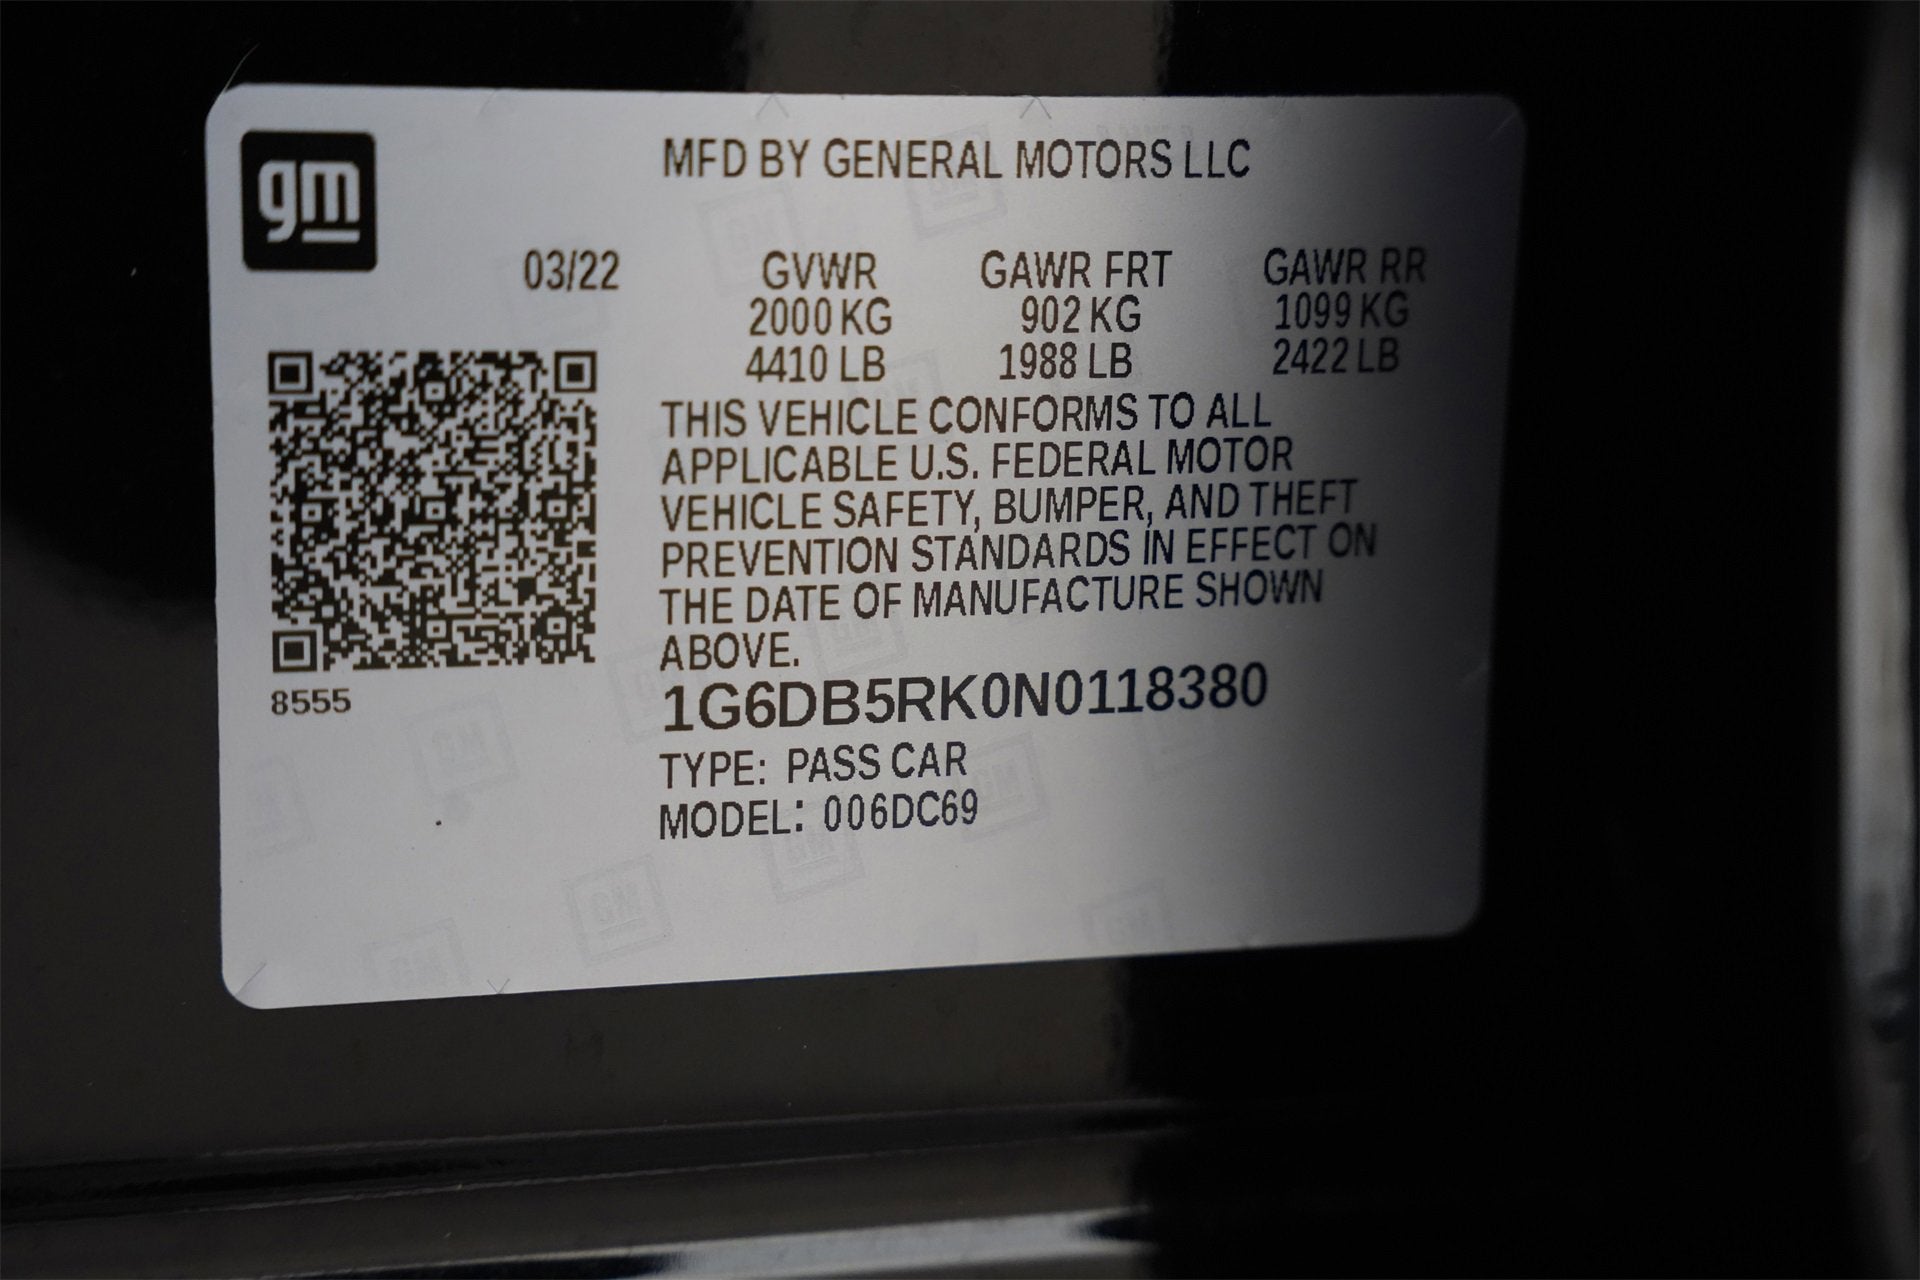 gm
MFD BY GENERAL MOTORS LLC
03/22 GVWR GAWR FRT GAWR RR
2000 KG 902 KG 1099 KG
4410 LB 1988 LB 2422 LB
THIS VEHICLE CONFORMS TO ALL
APPLICABLE U.S. FEDERAL MOTOR
VEHICLE SAFETY, BUMPER, AND THEFT
PREVENTION STANDARDS IN EFFECT ON
THE DATE OF MANUFACTURE SHOWN
ABOVE.
8555
1G6DB5RK0N0118380
TYPE: PASS CAR
MODEL: 006DC69